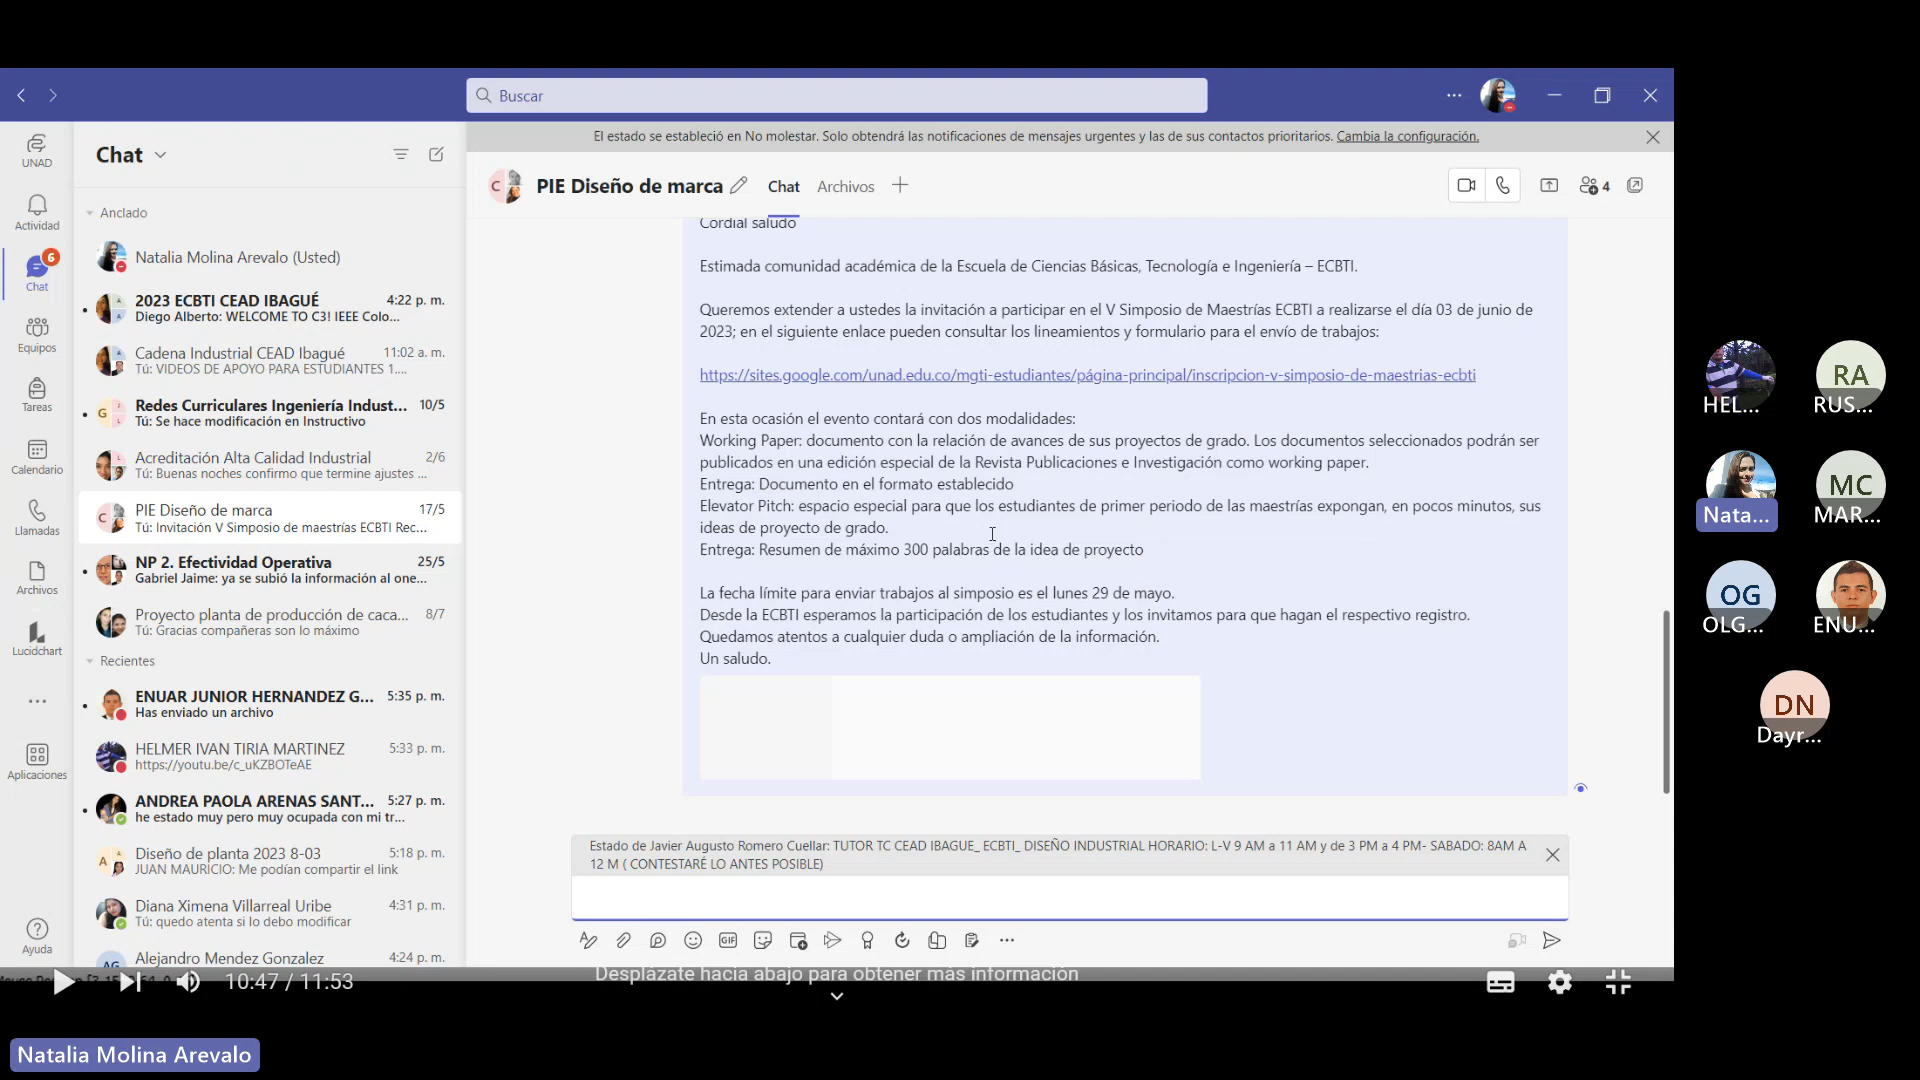 Buscar
El estado se estableció en No molestar. Solo obtendrá las notificaciones de mensajes urgentes y las de sus contactos prioritarios. Cambia la configuración.
UNAD
Actividad
6
Chat
Equipos
Tareas
Calendario
Llamadas
Archivos
Lucidchart
Aplicaciones
Ayuda
Chat
Anclado
Natalia Molina Arevalo (Usted)
2023 ECBTI CEAD IBAGUÉ 4:22 p. m.
Diego Alberto: WELCOME TO C3! IEEE Colo...
Cadena Industrial CEAD Ibagué 11:02 a. m.
Tú: VIDEOS DE APOYO PARA ESTUDIANTES 1....
Redes Curriculares Ingeniería Indust... 10/5
Tú: Se hace modificación en Instructivo
Acreditación Alta Calidad Industrial 2/6
Tú: Buenas noches confirmo que termine ajustes ...
PIE Diseño de marca 17/5
Tú: Invitación V Simposio de maestrías ECBTI Rec...
NP 2. Efectividad Operativa 25/5
Gabriel Jaime: ya se subió la información al one...
Proyecto planta de producción de caca... 8/7
Tú: Gracias compañeras son lo máximo
Recientes
ENUAR JUNIOR HERNANDEZ G... 5:35 p. m.
Has enviado un archivo
HELMER IVAN TIRIA MARTINEZ 5:33 p. m.
https://youtu.be/c_uKZBOTeAE
ANDREA PAOLA ARENAS SANT... 5:27 p. m.
he estado muy pero muy ocupada con mi tr...
Diseño de planta 2023 8-03 5:18 p. m.
JUAN MAURICIO: Me podían compartir el link
Diana Ximena Villarreal Uribe 4:31 p. m.
Tú: quedo atenta si lo debo modificar
AG Alejandro Mendez Gonzalez 4:24 p. m.
C PIE Diseño de marca Chat Archivos 4
Cordial saludo
Estimada comunidad académica de la Escuela de Ciencias Básicas, Tecnología e Ingeniería – ECBTI.
Queremos extender a ustedes la invitación a participar en el V Simposio de Maestrías ECBTI a realizarse el día 03 de junio de
2023; en el siguiente enlace pueden consultar los lineamientos y formulario para el envío de trabajos:
https://sites.google.com/unad.edu.co/mgti-estudiantes/página-principal/inscripcion-v-simposio-de-maestrias-ecbti
En esta ocasión el evento contará con dos modalidades:
Working Paper: documento con la relación de avances de sus proyectos de grado. Los documentos seleccionados podrán ser
publicados en una edición especial de la Revista Publicaciones e Investigación como working paper.
Entrega: Documento en el formato establecido
Elevator Pitch: espacio especial para que los estudiantes de primer periodo de las maestrías expongan, en pocos minutos, sus
ideas de proyecto de grado.
Entrega: Resumen de máximo 300 palabras de la idea de proyecto
La fecha límite para enviar trabajos al simposio es el lunes 29 de mayo.
Desde la ECBTI esperamos la participación de los estudiantes y los invitamos para que hagan el respectivo registro.
Quedamos atentos a cualquier duda o ampliación de la información.
Un saludo.
Estado de Javier Augusto Romero Cuellar: TUTOR TC CEAD IBAGUE_ ECBTI_ DISEÑO INDUSTRIAL HORARIO: L-V 9 AM a 11 AM y de 3 PM a 4 PM- SABADO: 8AM A
12 M ( CONTESTARÉ LO ANTES POSIBLE)
GIF
10:47 / 11:53
Desplázate hacia abajo para obtener más información
Natalia Molina Arevalo
HEL...
RA
RUS...
Nata...
MC
MAR...
OG
OLG...
ENU...
DN
Dayr...